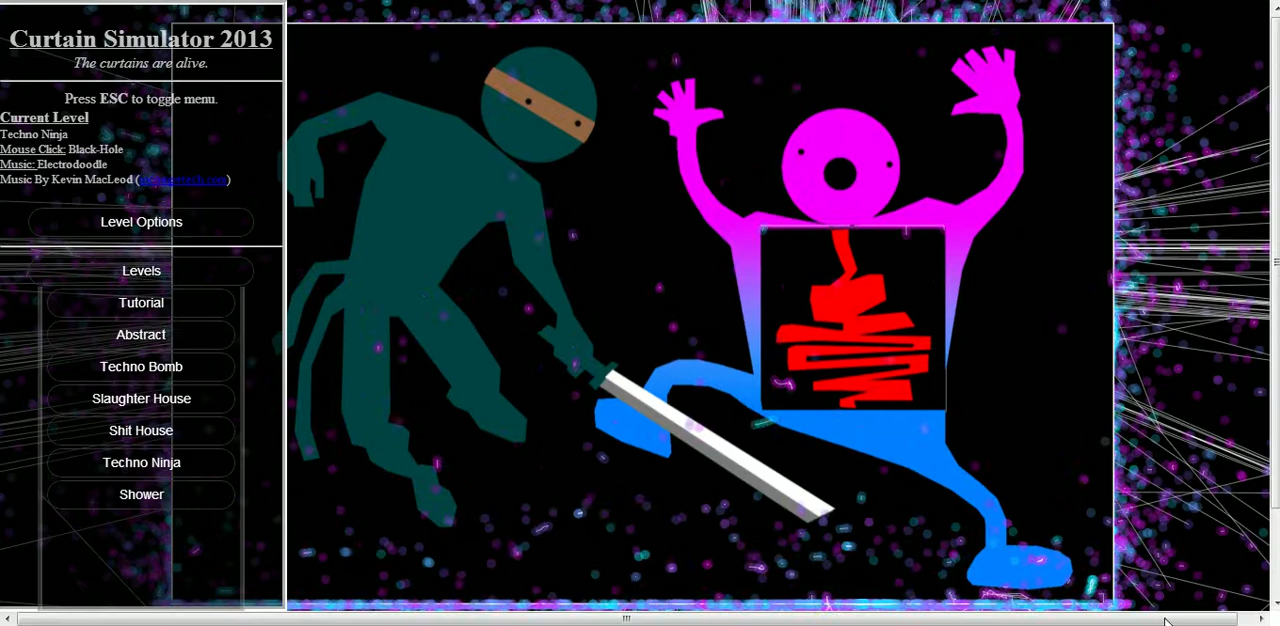 Curtain Simulator 2013
The curtains are alive.
Press ESC to toggle menu.
Current Level
Techno Ninja
Mouse Click: Black-Hole
Music: Electrodoodle
Music By Kevin MacLeod ( )
Level Options
Levels
Tutorial
Abstract
Techno Bomb
Slaughter House
Shit House
Techno Ninja
Shower